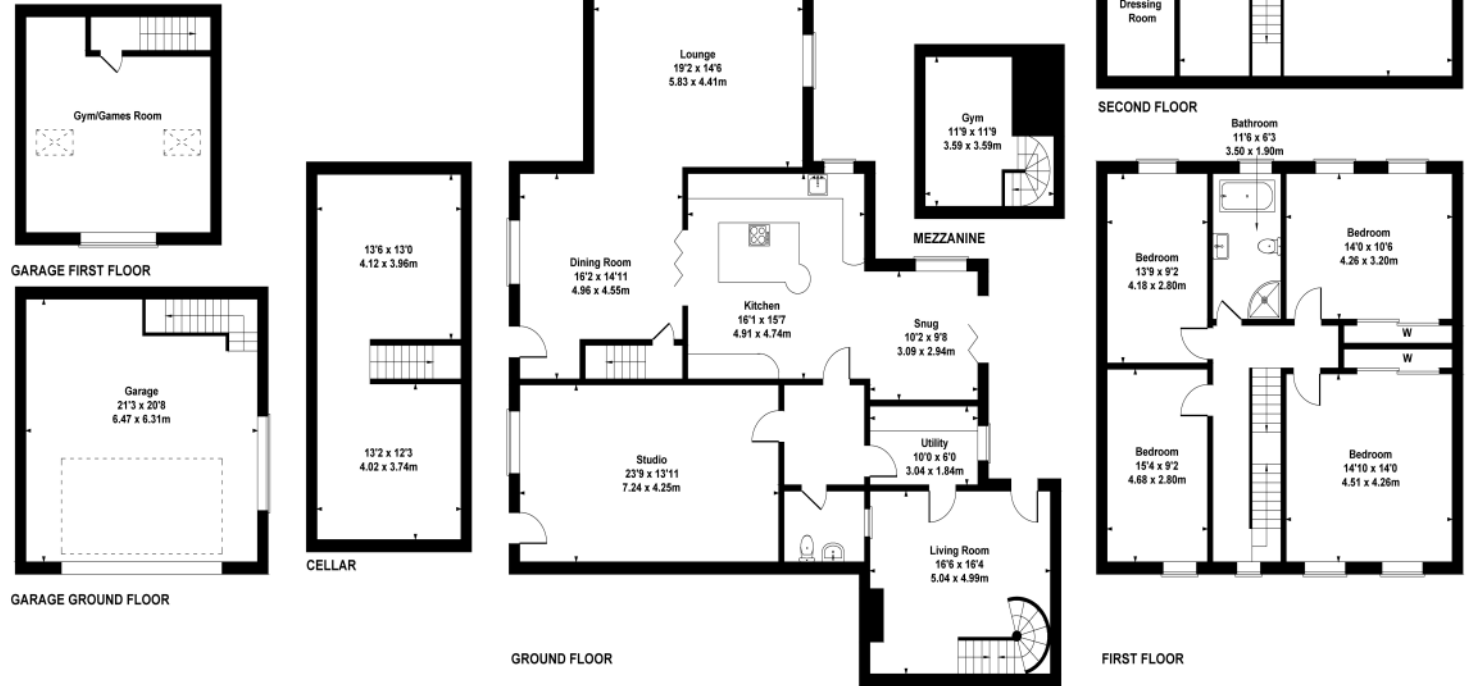 Gym/Games Room
GARAGE FIRST FLOOR
Garage
21'3 x 20'8
6.47 x 6.31m
GARAGE GROUND FLOOR
13'6 x 13'0
4.12 x 3.96m
13'2 x 12'3
4.02 x 3.74m
CELLAR
Lounge
19'2 x 14'6
5.83 x 4.41m
Dining Room
16'2 x 14'11
4.96 x 4.55m
Kitchen
16'1 x 15'7
4.91 x 4.74m
Snug
10'2 x 9'8
3.09 x 2.94m
Studio
23'9 x 13'11
7.24 x 4.25m
Utility
10'0 x 6'0
3.04 x 1.84m
Living Room
16'6 x 16'4
5.04 x 4.99m
GROUND FLOOR
Gym
11'9 x 11'9
3.59 x 3.59m
MEZZANINE
Dressing
Room
SECOND FLOOR
Bathroom
11'6 x 6'3
3.50 x 1.90m
Bedroom
13'9 x 9'2
4.18 x 2.80m
Bedroom
14'0 x 10'6
4.26 x 3.20m
W
W
Bedroom
15'4 x 9'2
4.68 x 2.80m
Bedroom
14'10 x 14'0
4.51 x 4.26m
FIRST FLOOR